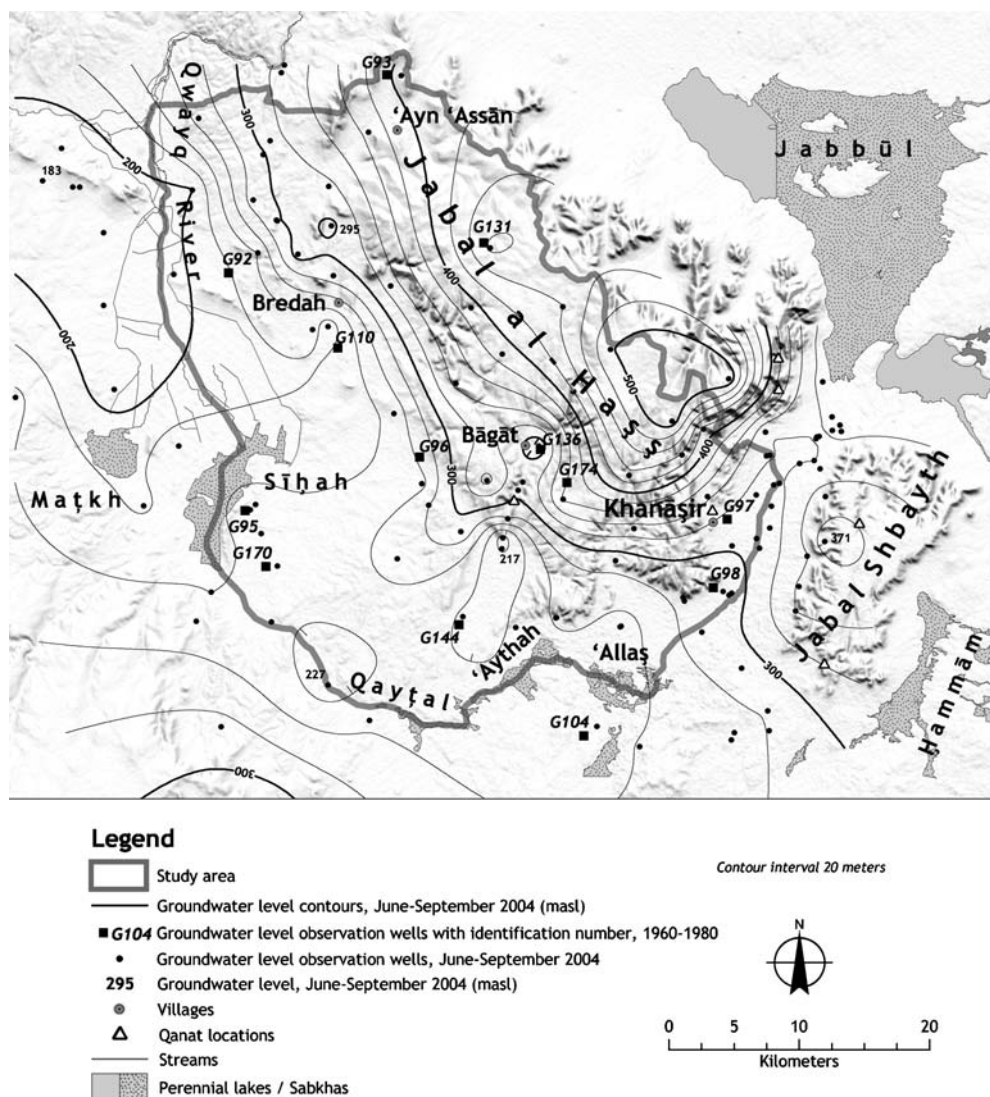 G93
Qwayq River
300
'Ayn 'Assān
Jabbūl
200
183
Jabal al-Ḥaṣṣ
G131
295
G92
400
Bredah
G110
200
500
Bāgāt
G136
G96
400
300
G174
Maṭkh
Sīḥah
Khanāṣir
G97
G95
371
Jabal Shbayth
G170
217
G98
G144
'Aythah
'Allaṣ
300
227
Qayṭal
Ḥammām
G104
300
Legend
Study area
Contour interval 20 meters
Groundwater level contours, June-September 2004 (masl)
G104 Groundwater level observation wells with identification number, 1960-1980
Groundwater level observation wells, June-September 2004
295 Groundwater level, June-September 2004 (masl)
N
Villages
Qanat locations
0 5 10 20
Streams
Kilometers
Perennial lakes / Sabkhas